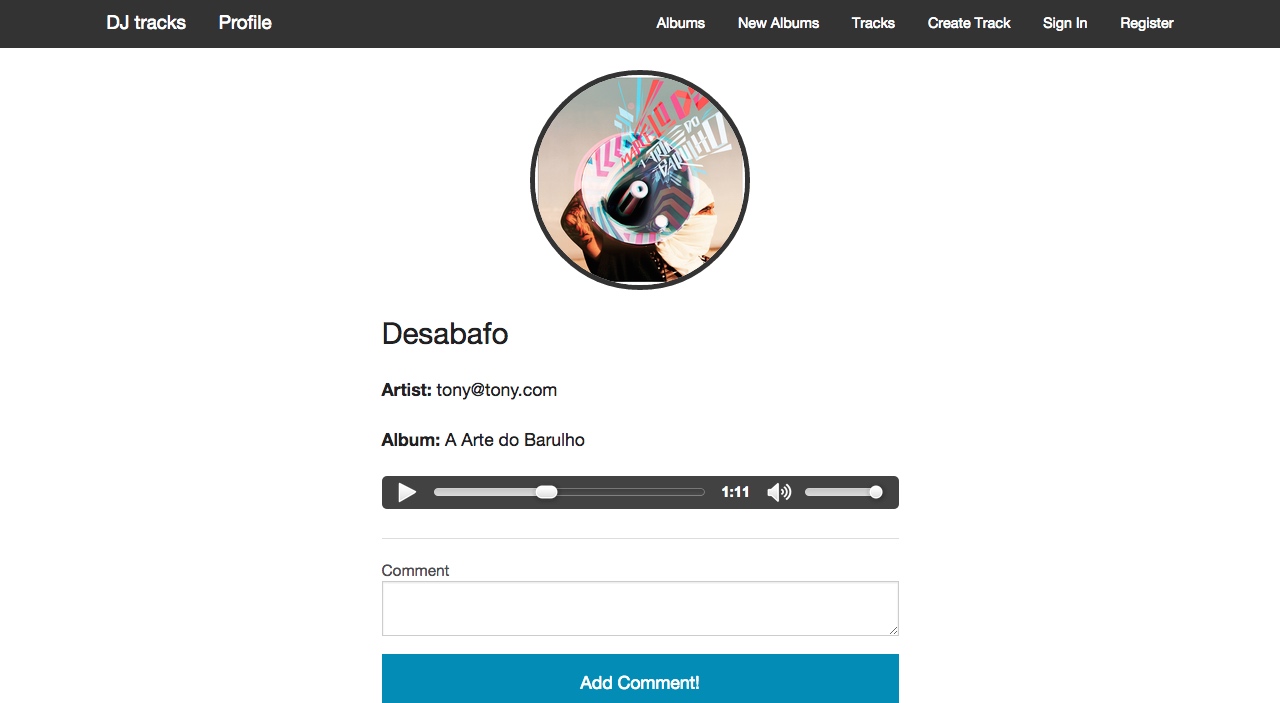 DJ tracks Profile Albums New Albums Tracks Create Track Sign In Register
MARCELO D2
A ARTE DO
BARULHO
Desabafo
Artist: tony@tony.com
Album: A Arte do Barulho
1:11
Comment
Add Comment!